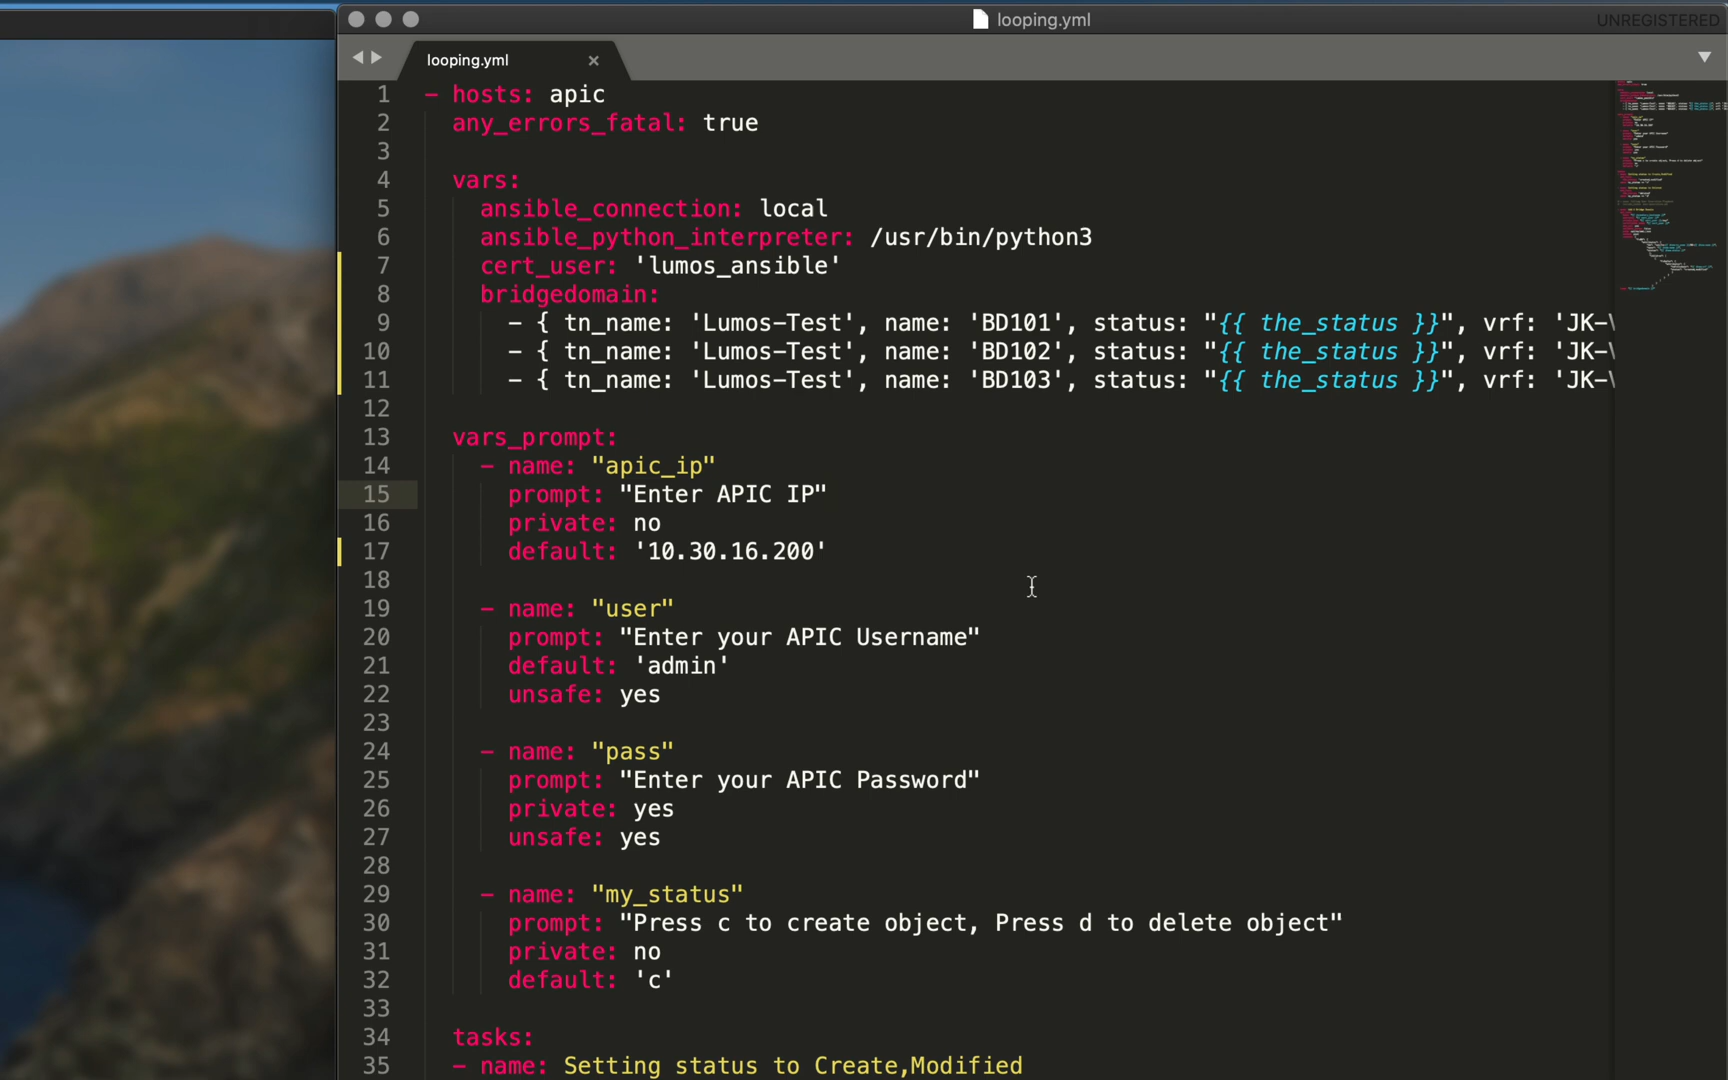 looping.yml
UNREGISTERED
looping.yml
1 - hosts: apic
2 any_errors_fatal: true
3
4 vars:
5 ansible_connection: local
6 ansible_python_interpreter: /usr/bin/python3
7 cert_user: 'lumos_ansible'
8 bridgedomain:
9 - { tn_name: 'Lumos-Test', name: 'BD101', status: "{{ the_status }}", vrf: 'JK-
10 - { tn_name: 'Lumos-Test', name: 'BD102', status: "{{ the_status }}", vrf: 'JK-
11 - { tn_name: 'Lumos-Test', name: 'BD103', status: "{{ the_status }}", vrf: 'JK-
12
13 vars_prompt:
14 - name: "apic_ip"
15 prompt: "Enter APIC IP"
16 private: no
17 default: '10.30.16.200'
18
19 - name: "user"
20 prompt: "Enter your APIC Username"
21 default: 'admin'
22 unsafe: yes
23
24 - name: "pass"
25 prompt: "Enter your APIC Password"
26 private: yes
27 unsafe: yes
28
29 - name: "my_status"
30 prompt: "Press c to create object, Press d to delete object"
31 private: no
32 default: 'c'
33
34 tasks:
35 - name: Setting status to Create,Modified